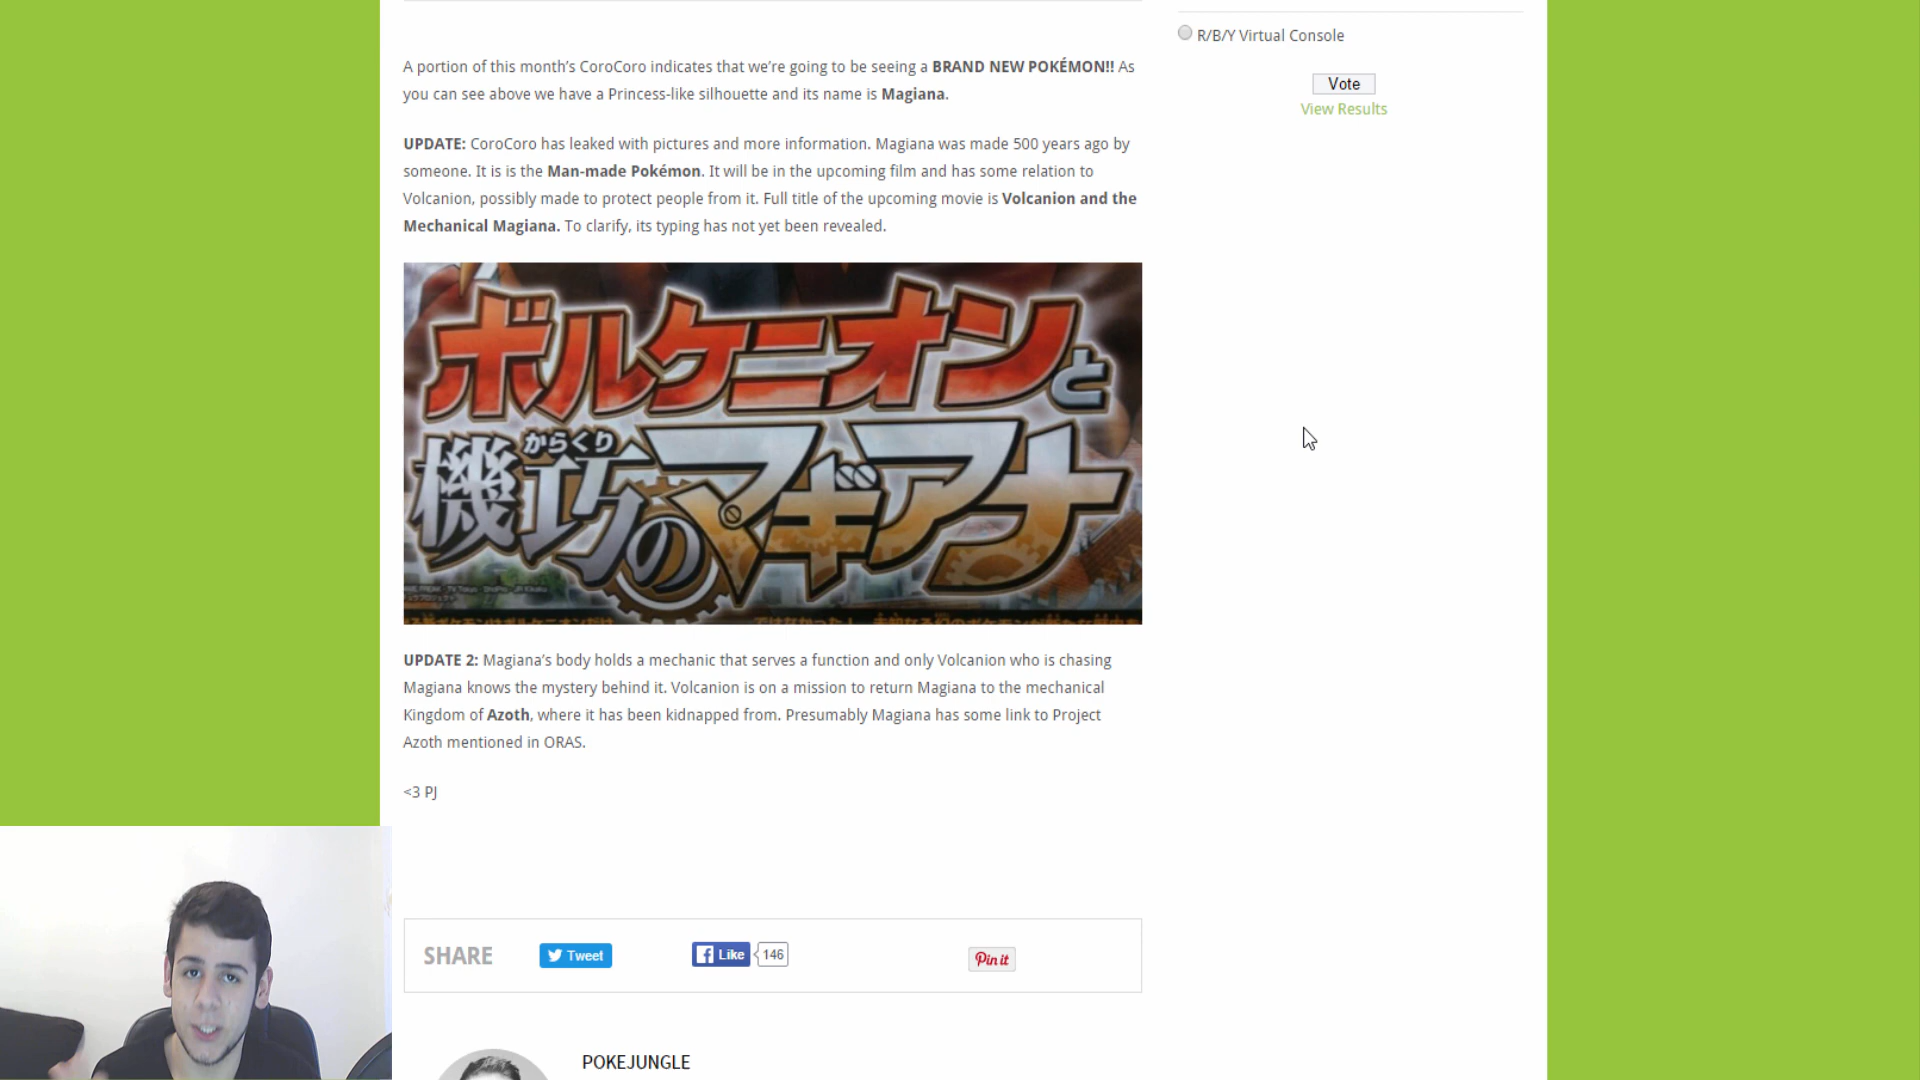 R/B/Y Virtual Console
Vote
View Results
A portion of this month’s CoroCoro indicates that we’re going to be seeing a BRAND NEW POKÉMON!! As
you can see above we have a Princess-like silhouette and its name is Magiana.
UPDATE: CoroCoro has leaked with pictures and more information. Magiana was made 500 years ago by
someone. It is is the Man-made Pokémon. It will be in the upcoming film and has some relation to
Volcanion, possibly made to protect people from it. Full title of the upcoming movie is Volcanion and the
Mechanical Magiana. To clarify, its typing has not yet been revealed.
ボルケニオンと
からくり
機巧のマギアナ
UPDATE 2: Magiana’s body holds a mechanic that serves a function and only Volcanion who is chasing
Magiana knows the mystery behind it. Volcanion is on a mission to return Magiana to the mechanical
Kingdom of Azoth, where it has been kidnapped from. Presumably Magiana has some link to Project
Azoth mentioned in ORAS.
<3 PJ
SHARE
Tweet
Like
146
Pin it
POKEJUNGLE